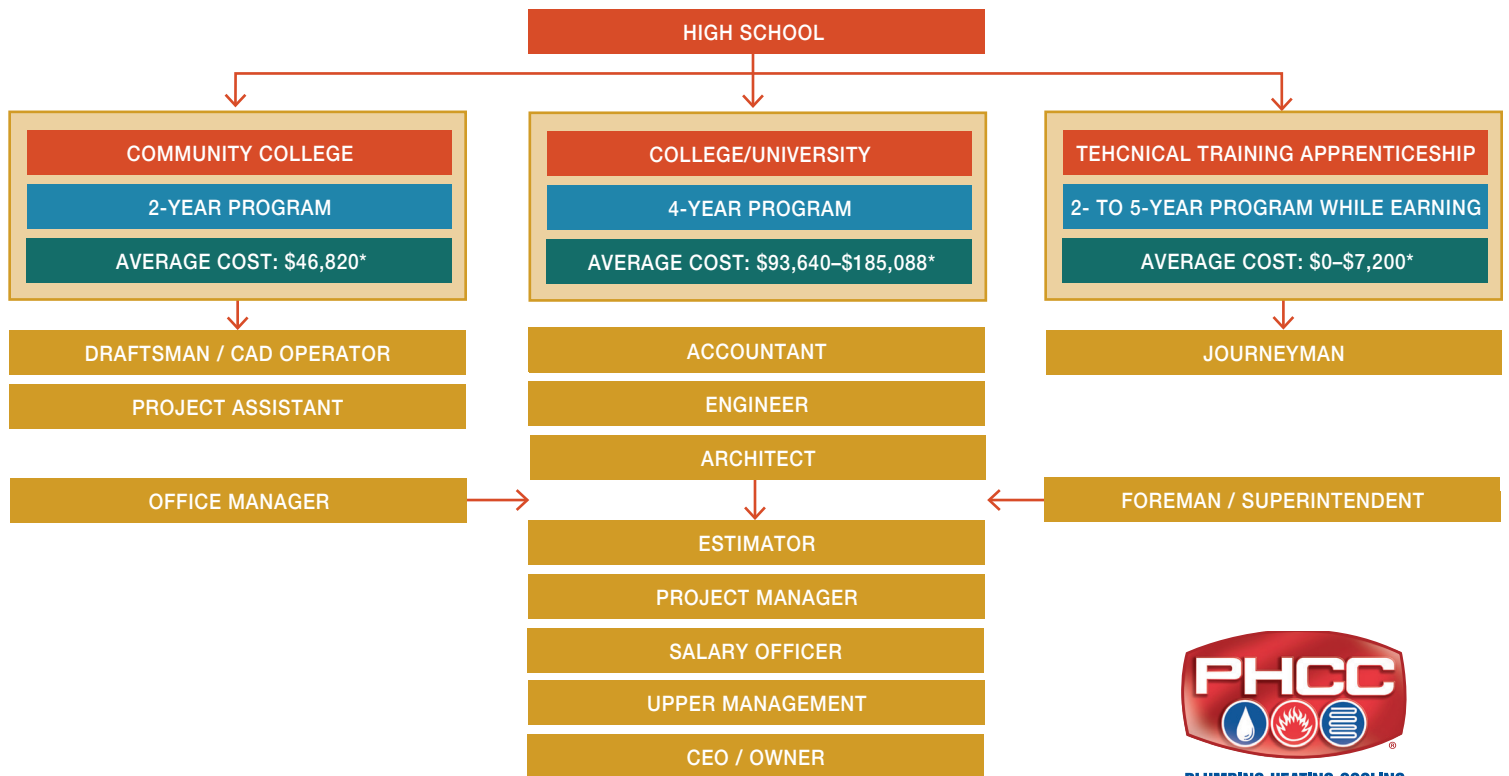 HIGH SCHOOL
COMMUNITY COLLEGE
2-YEAR PROGRAM
AVERAGE COST: $46,820*
COLLEGE/UNIVERSITY
4-YEAR PROGRAM
AVERAGE COST: $93,640–$185,088*
TEHCNICAL TRAINING APPRENTICESHIP
2- TO 5-YEAR PROGRAM WHILE EARNING
AVERAGE COST: $0–$7,200*
DRAFTSMAN / CAD OPERATOR
PROJECT ASSISTANT
OFFICE MANAGER
ACCOUNTANT
ENGINEER
ARCHITECT
JOURNEYMAN
FOREMAN / SUPERINTENDENT
ESTIMATOR
PROJECT MANAGER
SALARY OFFICER
UPPER MANAGEMENT
CEO / OWNER
PHCC
®
PLUMBING-HEATING-COOLING